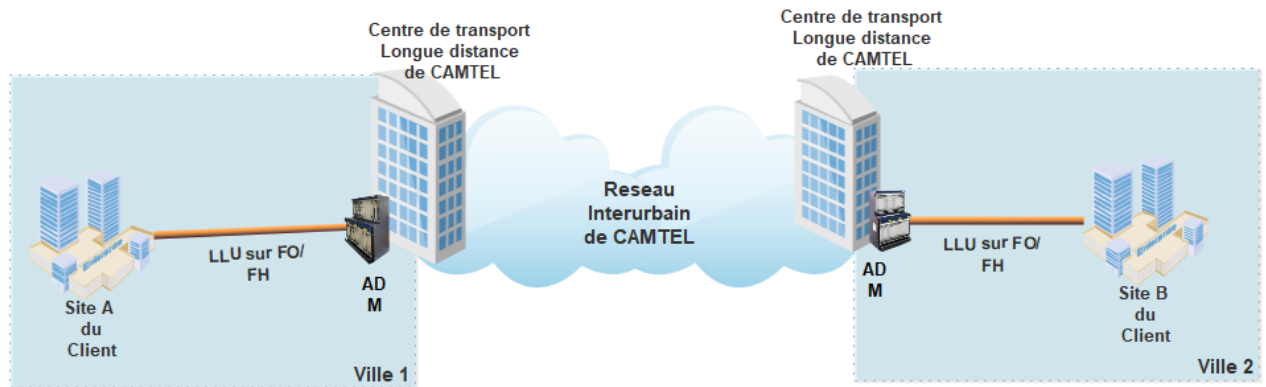 Centre de transport
Longue distance
de CAMTEL
Centre de transport
Longue distance
de CAMTEL
Reseau
Interurbain
de CAMTEL
Enterprise
LLU sur FO/
FH
AD
M
Site A
du
Client
Ville 1
AD
M
LLU sur FO/
FH
Enterprise
Site B
du
Client
Ville 2